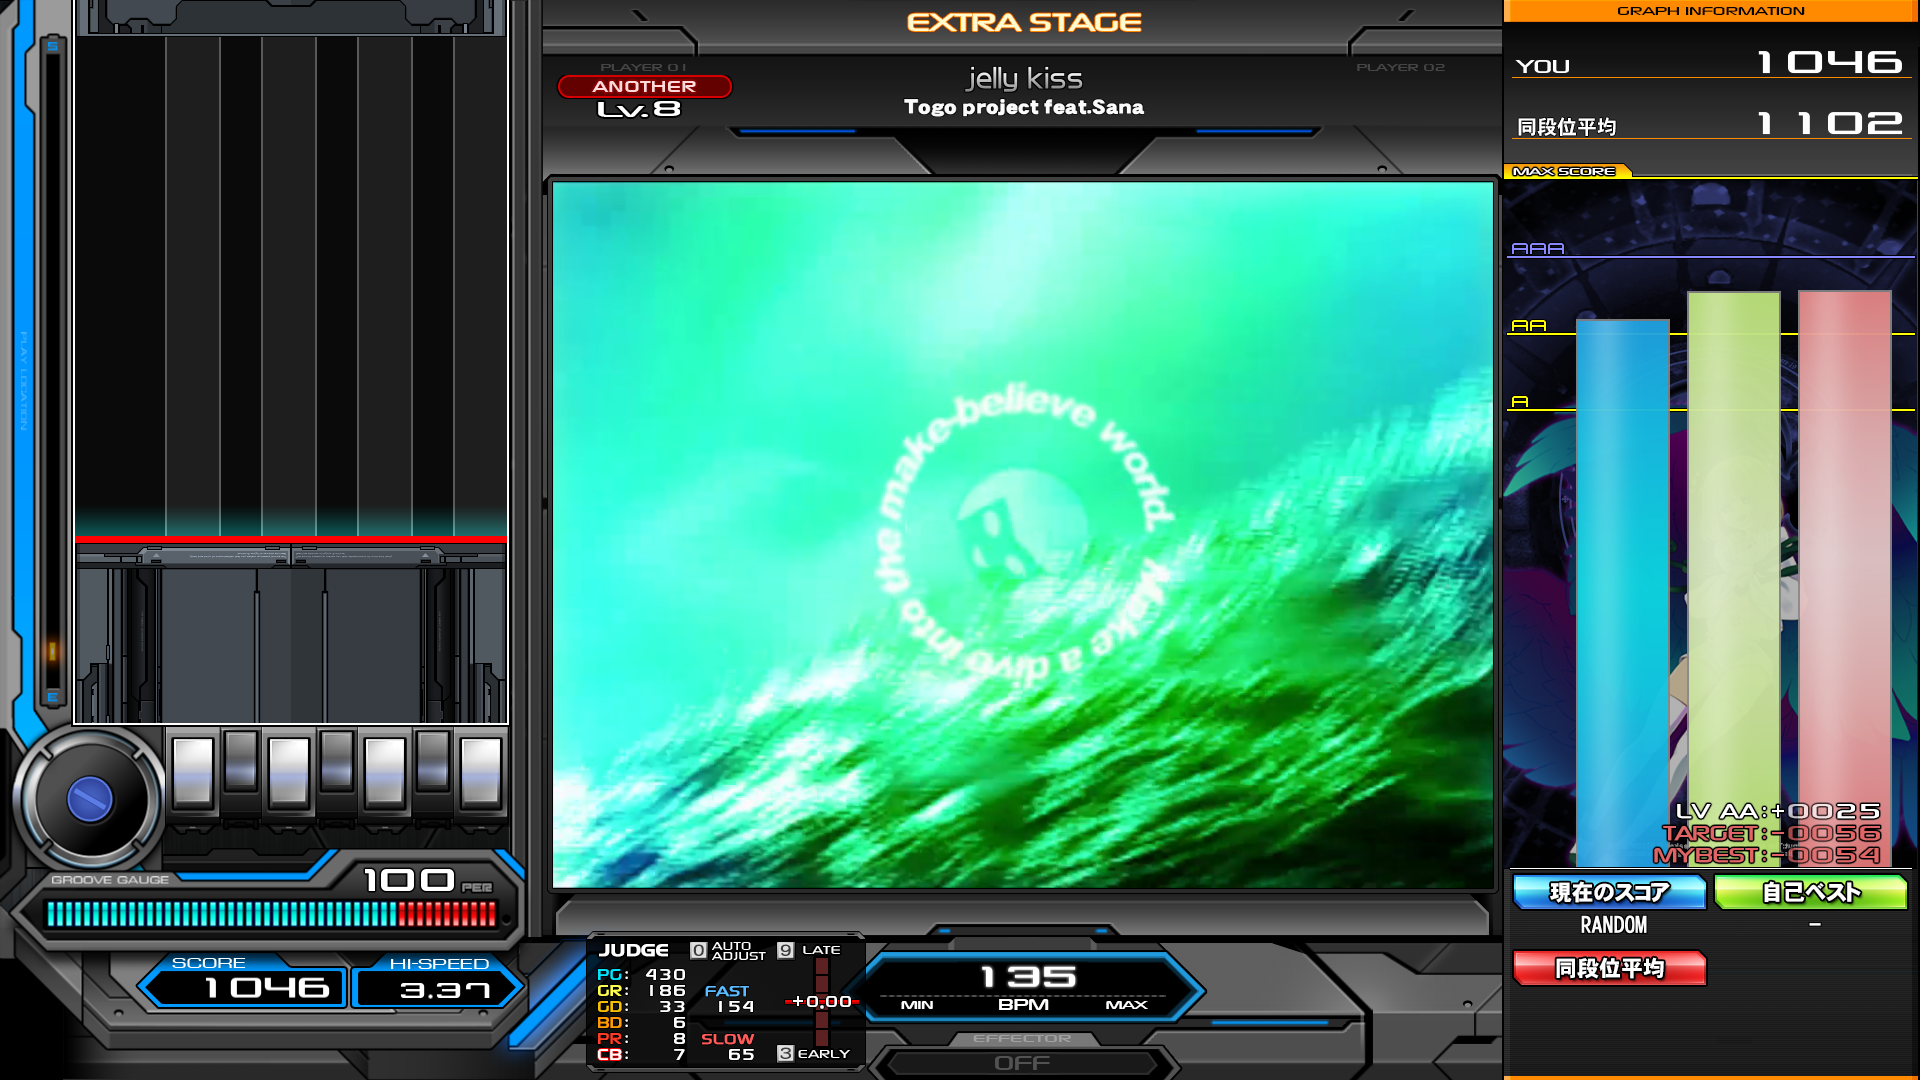 EXTRA STAGE
PLAYER 01
ANOTHER
Lv.8
jelly kiss
Togo project feat.Sana
PLAYER 02
S
PLAY LOCATION
E
GROOVE GAUGE
100 PER
SCORE
1046
HI-SPEED
3.37
Make a dive into the make-believe world.
JUDGE
0 AUTO ADJUST
9 LATE
PG: 430
GR: 186
GD: 33
BD: 6
PR: 8
CB: 7
FAST
154
SLOW
65
+0.00
3 EARLY
135
MIN BPM MAX
EFFECTOR
OFF
GRAPH INFORMATION
YOU 1046
同段位平均 1102
MAX SCORE
AAA
AA
A
LV AA:+0025
TARGET:-0056
MYBEST:-0054
現在のスコア
RANDOM
自己ベスト
-
同段位平均